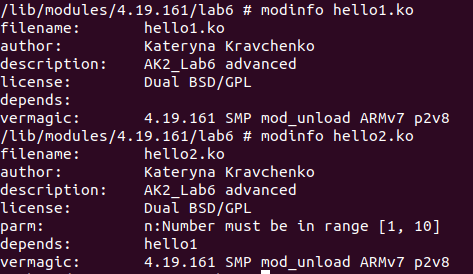 /lib/modules/4.19.161/lab6 # modinfo hello1.ko
filename:       hello1.ko
author:         Kateryna Kravchenko
description:    AK2_Lab6 advanced
license:        Dual BSD/GPL
depends:
vermagic:       4.19.161 SMP mod_unload ARMv7 p2v8
/lib/modules/4.19.161/lab6 # modinfo hello2.ko
filename:       hello2.ko
author:         Kateryna Kravchenko
description:    AK2_Lab6 advanced
license:        Dual BSD/GPL
parm:           n:Number must be in range [1, 10]
depends:        hello1
vermagic:       4.19.161 SMP mod_unload ARMv7 p2v8